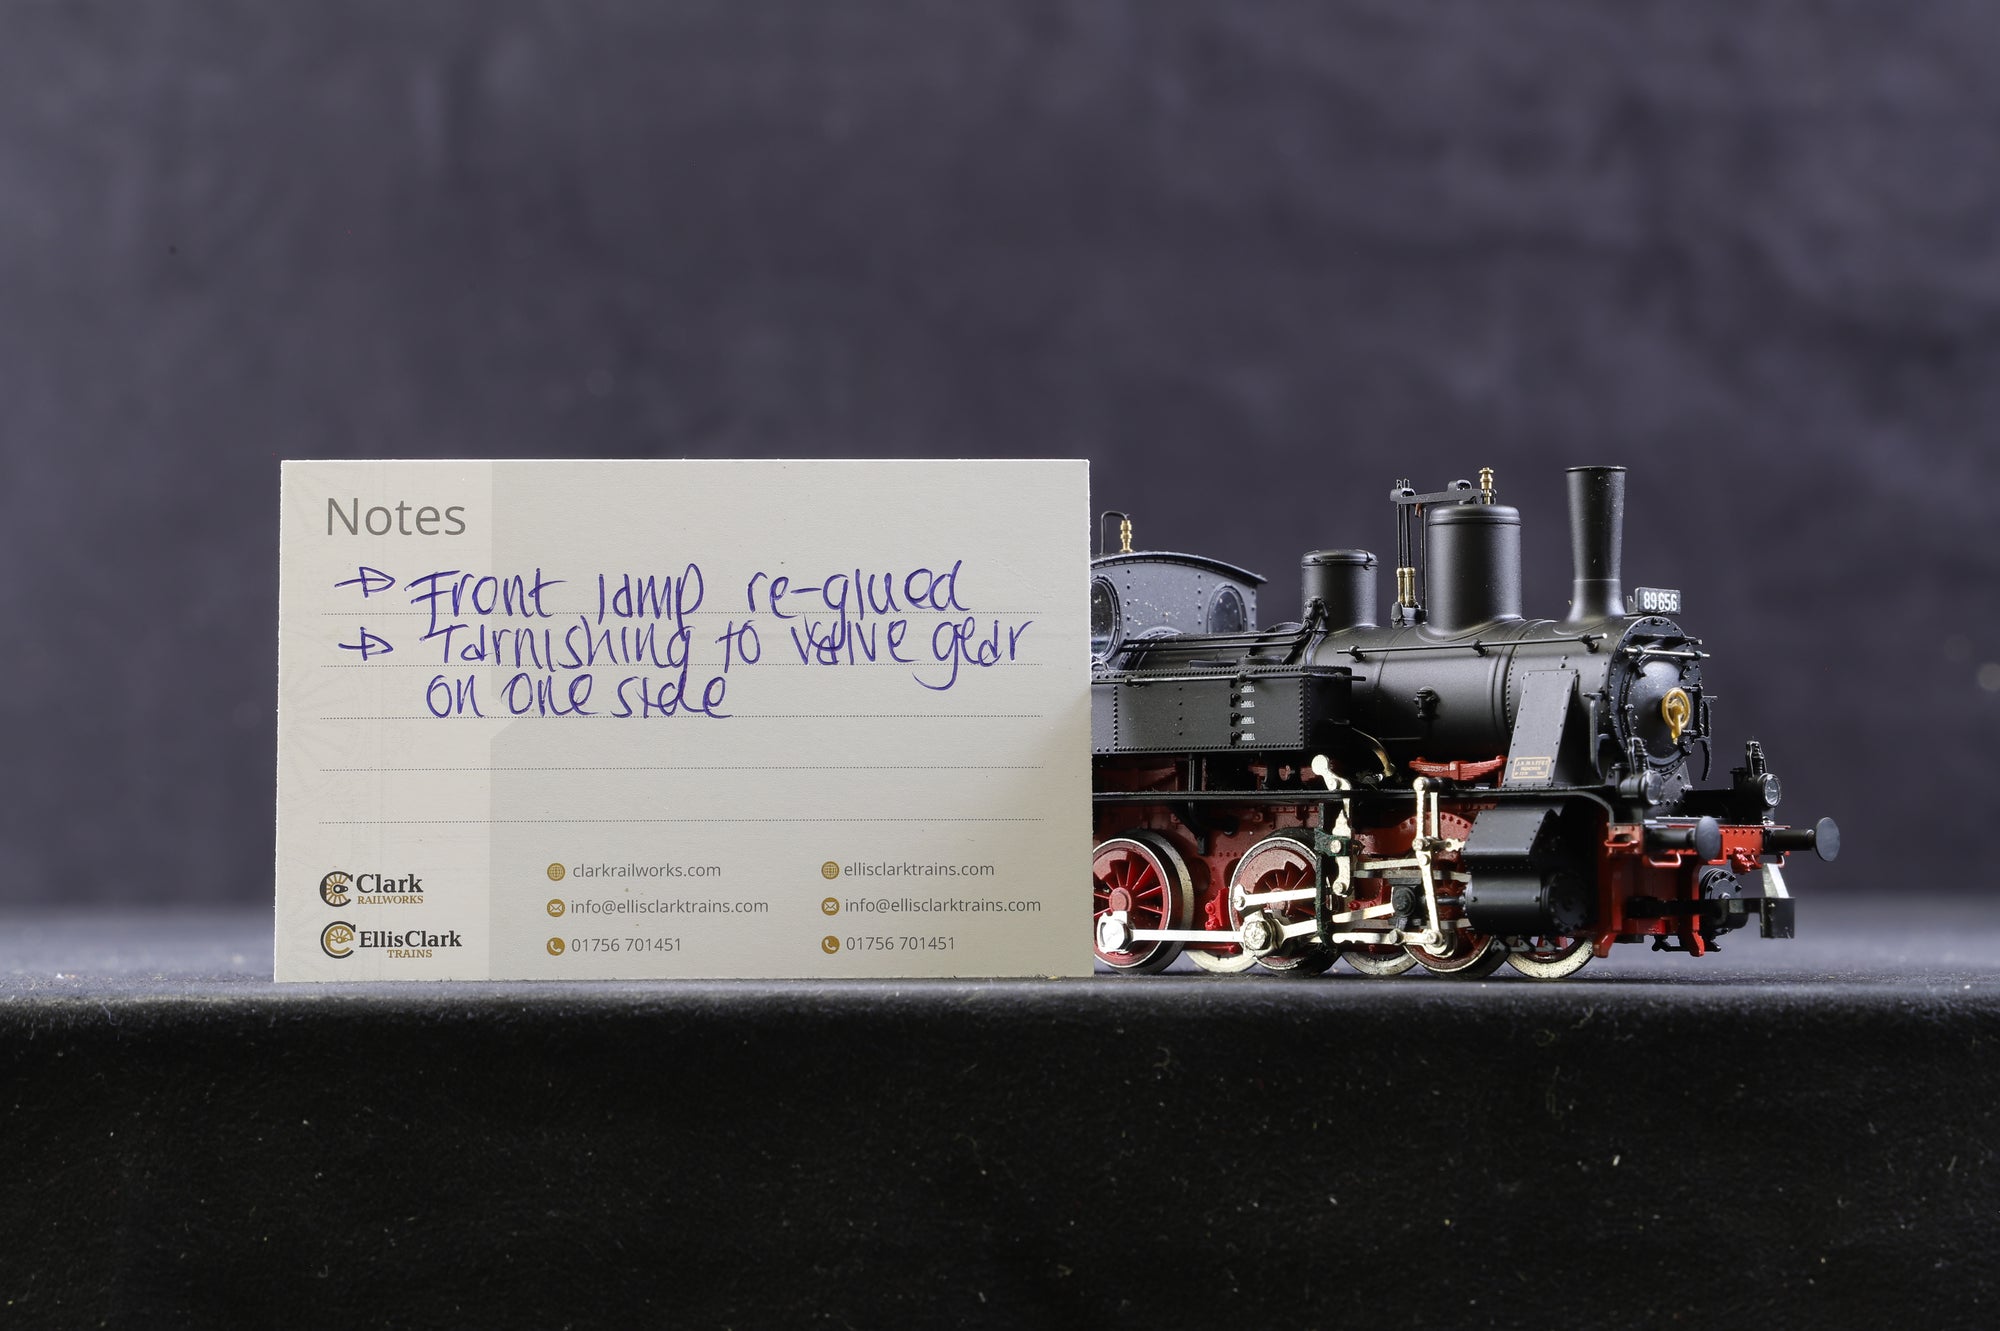 Notes
→ Front lamp re-glued
→ Tarnishing to valve gear
on one side
Clark
RAILWORKS
clarkrailworks.com
ellisclarktrains.com
info@ellisclarktrains.com
info@ellisclarktrains.com
EllisClark
TRAINS
01756 701451
01756 701451
89656